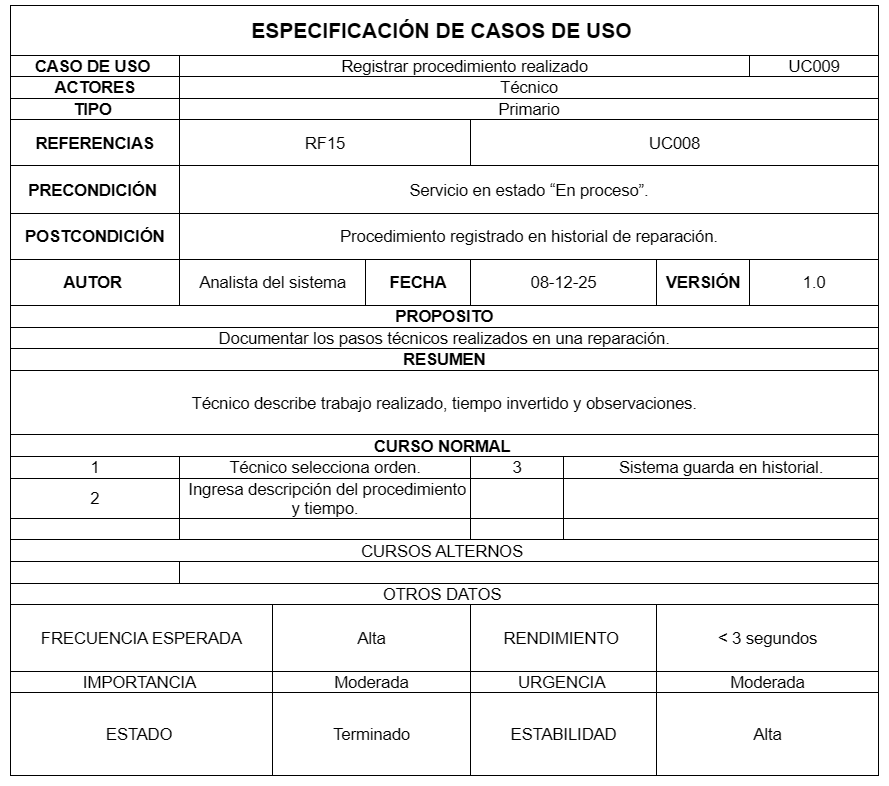 ESPECIFICACIÓN DE CASOS DE USO
CASO DE USO Registrar procedimiento realizado UC009
ACTORES Técnico
TIPO Primario
REFERENCIAS RF15 UC008
PRECONDICIÓN Servicio en estado “En proceso”.
POSTCONDICIÓN Procedimiento registrado en historial de reparación.
AUTOR Analista del sistema FECHA 08-12-25 VERSIÓN 1.0
PROPOSITO
Documentar los pasos técnicos realizados en una reparación.
RESUMEN
Técnico describe trabajo realizado, tiempo invertido y observaciones.
CURSO NORMAL
1 Técnico selecciona orden. 3 Sistema guarda en historial.
2 Ingresa descripción del procedimiento
y tiempo.
CURSOS ALTERNOS
OTROS DATOS
FRECUENCIA ESPERADA Alta RENDIMIENTO < 3 segundos
IMPORTANCIA Moderada URGENCIA Moderada
ESTADO Terminado ESTABILIDAD Alta